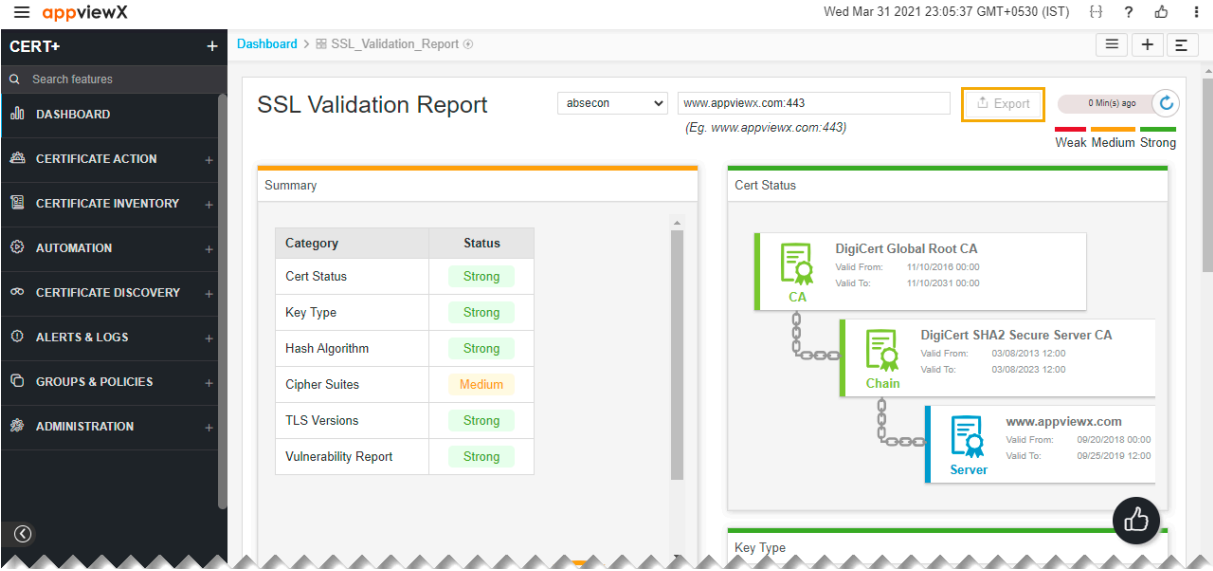 appviewX
Wed Mar 31 2021 23:05:37 GMT+0530 (IST)
CERT+
Dashboard > SSL_Validation_Report
Search features
DASHBOARD
CERTIFICATE ACTION
CERTIFICATE INVENTORY
AUTOMATION
CERTIFICATE DISCOVERY
ALERTS & LOGS
GROUPS & POLICIES
ADMINISTRATION
SSL Validation Report
absecon
www.appviewx.com:443
Export
0 Min(s) ago
(Eg. www.appviewx.com:443)
Weak Medium Strong
Summary
Category Status
Cert Status Strong
Key Type Strong
Hash Algorithm Strong
Cipher Suites Medium
TLS Versions Strong
Vulnerability Report Strong
Cert Status
DigiCert Global Root CA
Valid From: 11/10/2016 00:00
Valid To: 11/10/2031 00:00
CA
DigiCert SHA2 Secure Server CA
Valid From: 03/08/2013 12:00
Valid To: 03/08/2023 12:00
Chain
www.appviewx.com
Valid From: 09/20/2018 00:00
Valid To: 09/25/2019 12:00
Server
Key Type